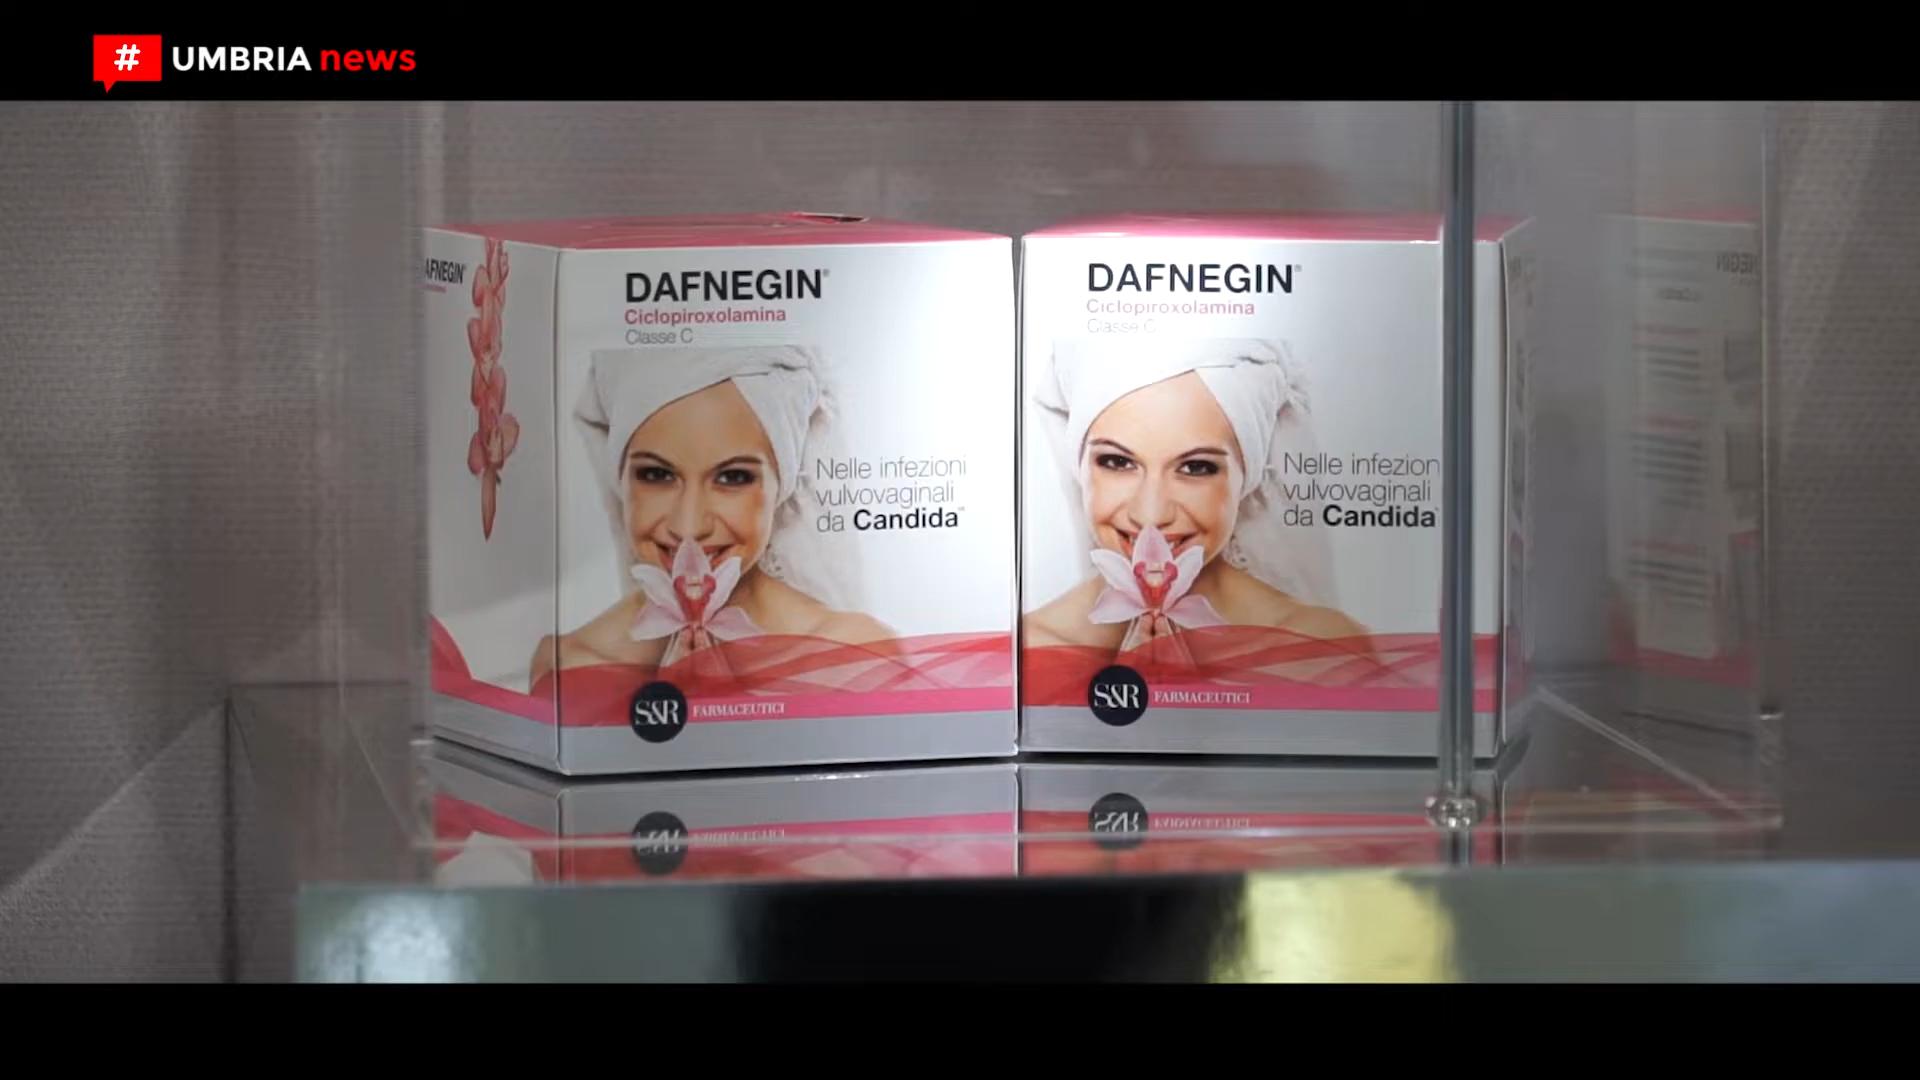 # UMBRIA news
DAFNEGIN®
Ciclopiroxolamina
Classe C
Nelle infezioni
vulvovaginali
da Candida
S&R FARMACEUTICI
DAFNEGIN®
Ciclopiroxolamina
Classe C
Nelle infezion
vulvovaginali
da Candida
S&R FARMACEUTICI
AFNEGIN®